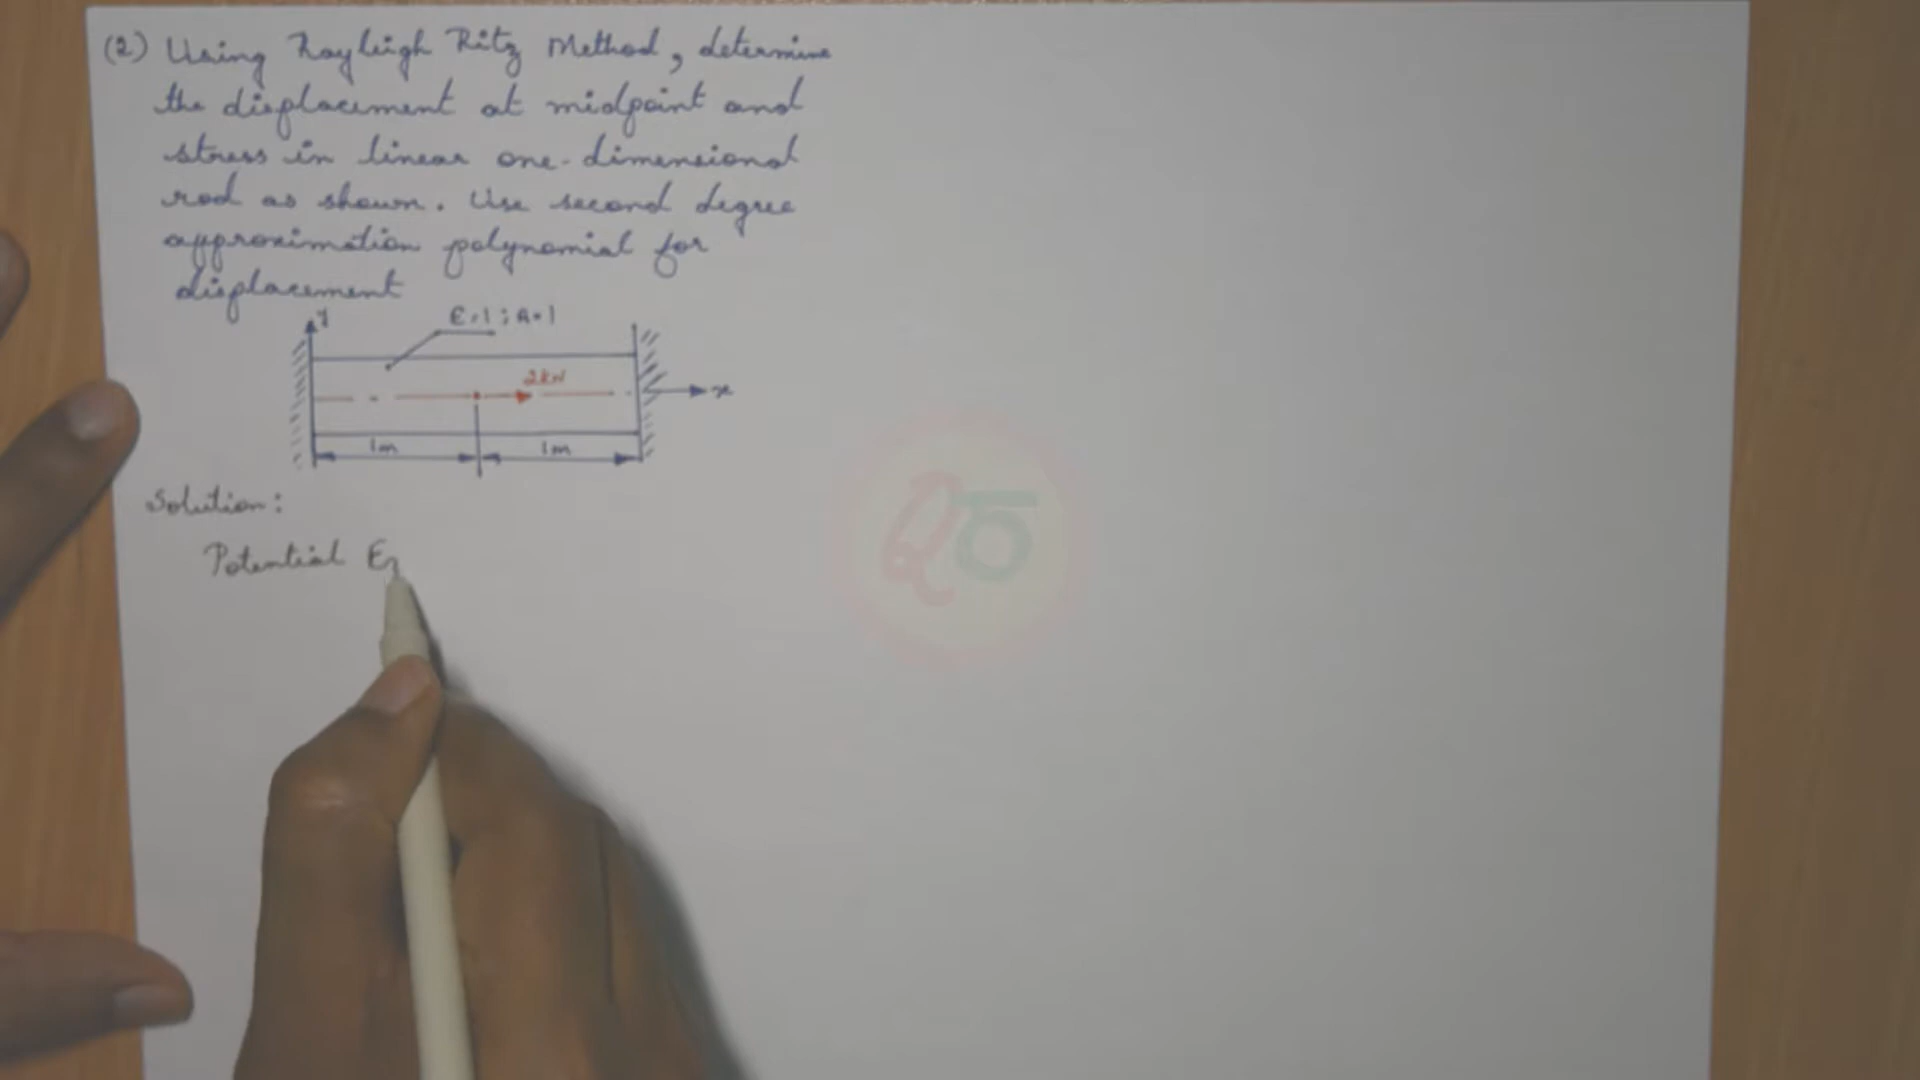 (2) Using Rayleigh Ritz Method, determine
the displacement at midpoint and
stress in linear one-dimensional
rod as shown. Use second degree
approximation polynomial for
displacement
y
E=1; A=1
2kN
x
1m
1m
Solution:
Potential En